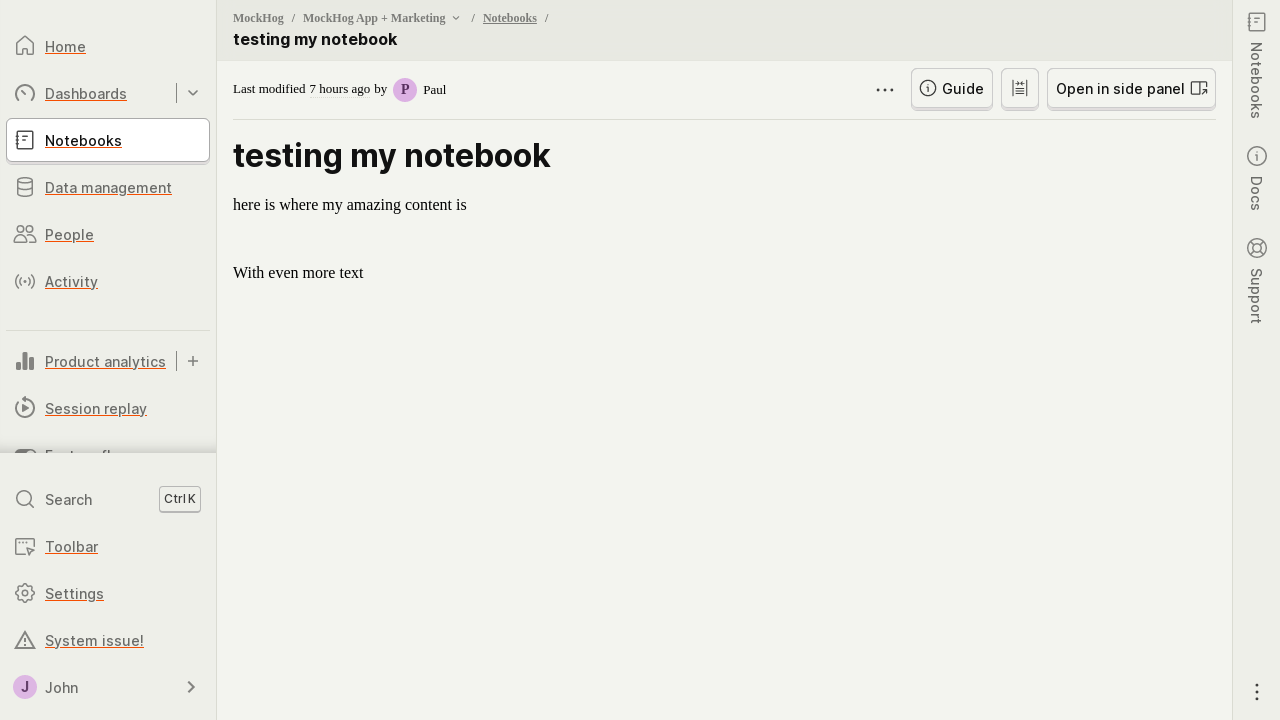 MockHog / MockHog App + Marketing / Notebooks /
testing my notebook
Home
Dashboards
Notebooks
Data management
People
Activity
Product analytics
Session replay
Search Ctrl K
Toolbar
Settings
System issue!
J John
Last modified 7 hours ago by P Paul
Guide
Open in side panel
testing my notebook
here is where my amazing content is
With even more text
Notebooks
Docs
Support